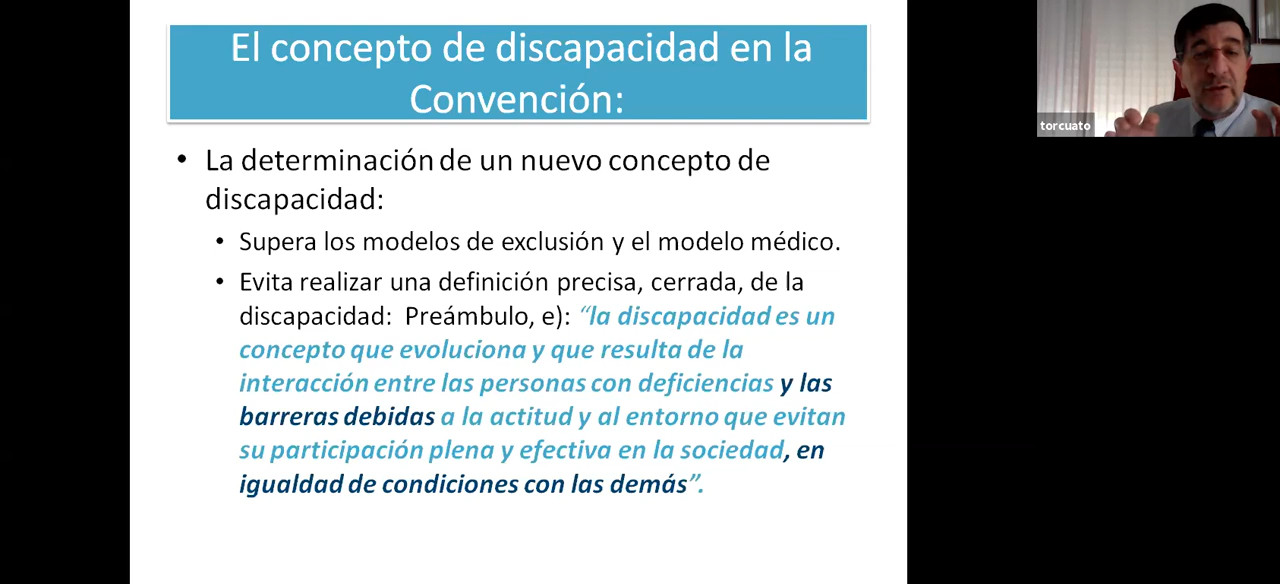 El concepto de discapacidad en la
Convención:
• La determinación de un nuevo concepto de
discapacidad:
• Supera los modelos de exclusión y el modelo médico.
• Evita realizar una definición precisa, cerrada, de la
discapacidad: Preámbulo, e): “la discapacidad es un
concepto que evoluciona y que resulta de la
interacción entre las personas con deficiencias y las
barreras debidas a la actitud y al entorno que evitan
su participación plena y efectiva en la sociedad, en
igualdad de condiciones con las demás”.
torcuato